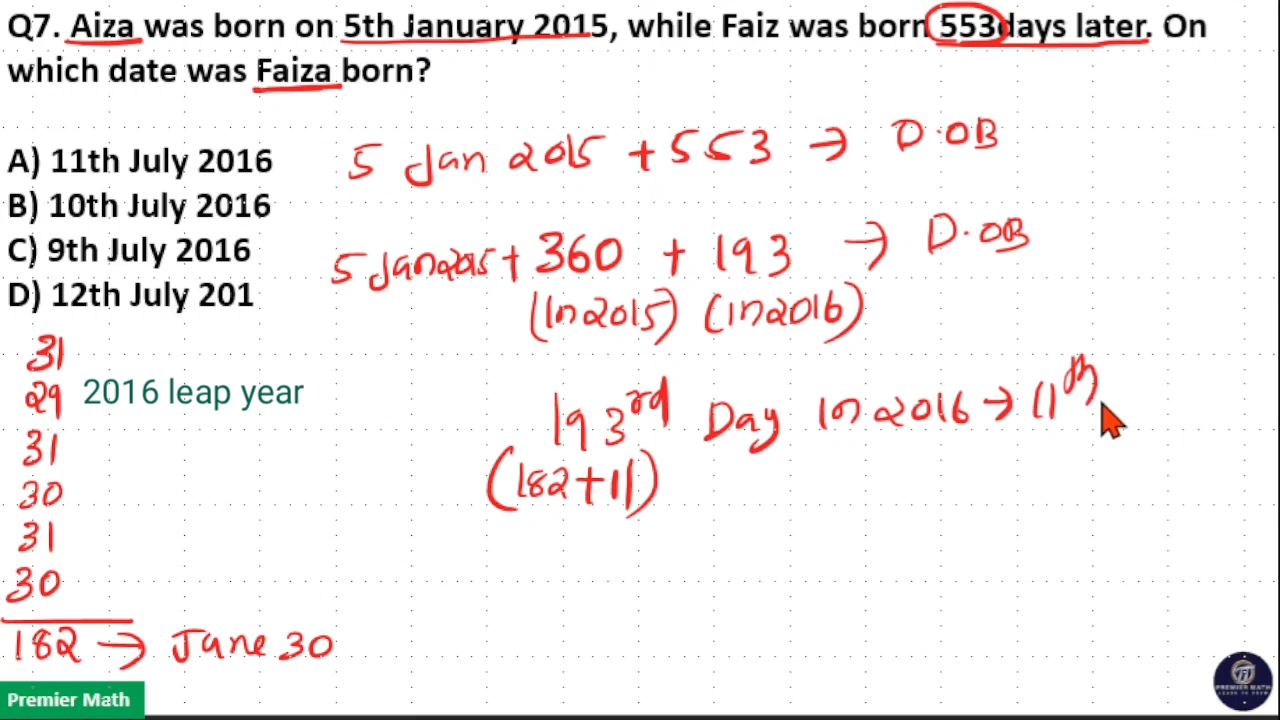 Q7. Aiza was born on 5th January 2015, while Faiz was born 553days later. On
which date was Faiza born?
A) 11th July 2016
B) 10th July 2016
C) 9th July 2016
D) 12th July 201
5 Jan 2015 + 553 → D.OB
5 Jan 2015 + 360 + 193 → D.OB
(In 2015) (In 2016)
193rd Day In 2016 → 11th
(182+11)
31
29 2016 leap year
31
30
31
30
182 → June 30
Premier Math
PREMIER MATH